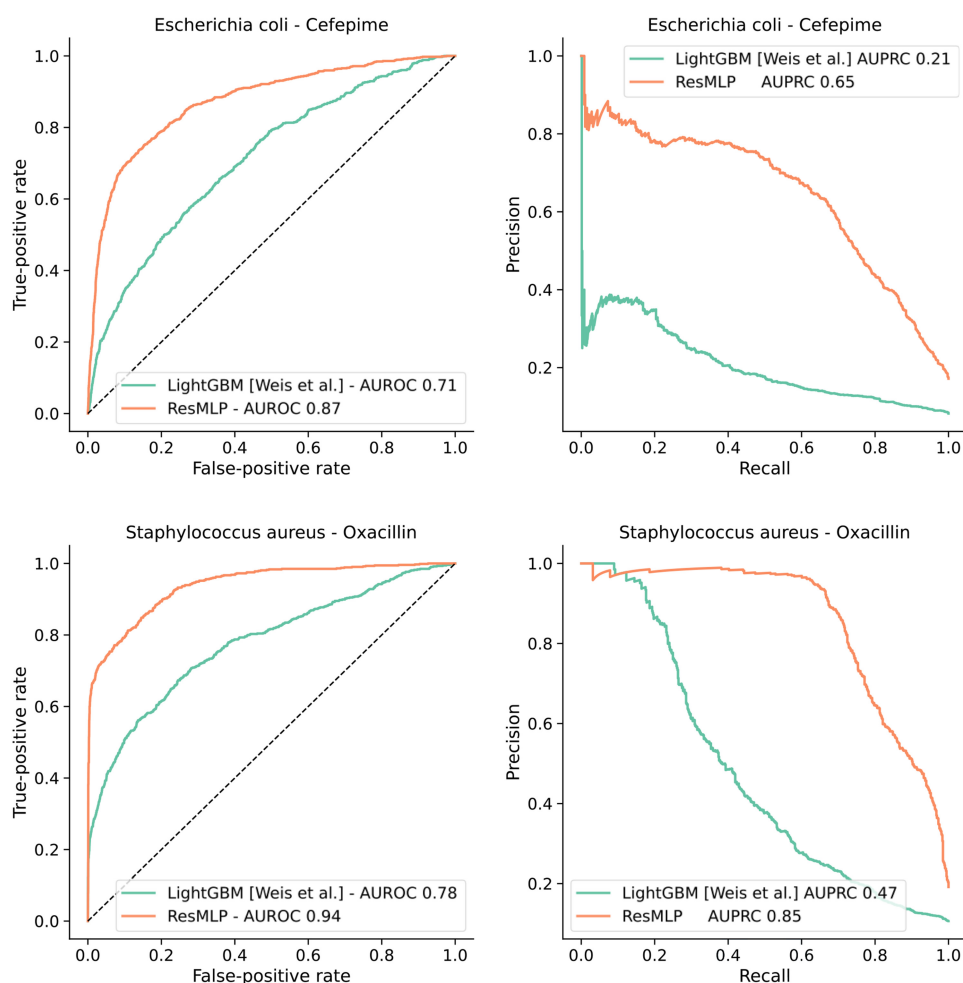 Escherichia coli - Cefepime
1.0
0.8
0.6
0.4
0.2
0.0
True-positive rate
LightGBM [Weis et al.] - AUROC 0.71
ResMLP - AUROC 0.87
0.0 0.2 0.4 0.6 0.8 1.0
False-positive rate
Escherichia coli - Cefepime
LightGBM [Weis et al.] AUPRC 0.21
ResMLP AUPRC 0.65
1.0
0.8
0.6
0.4
0.2
Precision
0.0 0.2 0.4 0.6 0.8 1.0
Recall
Staphylococcus aureus - Oxacillin
1.0
0.8
0.6
0.4
0.2
0.0
True-positive rate
LightGBM [Weis et al.] - AUROC 0.78
ResMLP - AUROC 0.94
0.0 0.2 0.4 0.6 0.8 1.0
False-positive rate
Staphylococcus aureus - Oxacillin
1.0
0.8
0.6
0.4
0.2
Precision
LightGBM [Weis et al.] AUPRC 0.47
ResMLP AUPRC 0.85
0.0 0.2 0.4 0.6 0.8 1.0
Recall